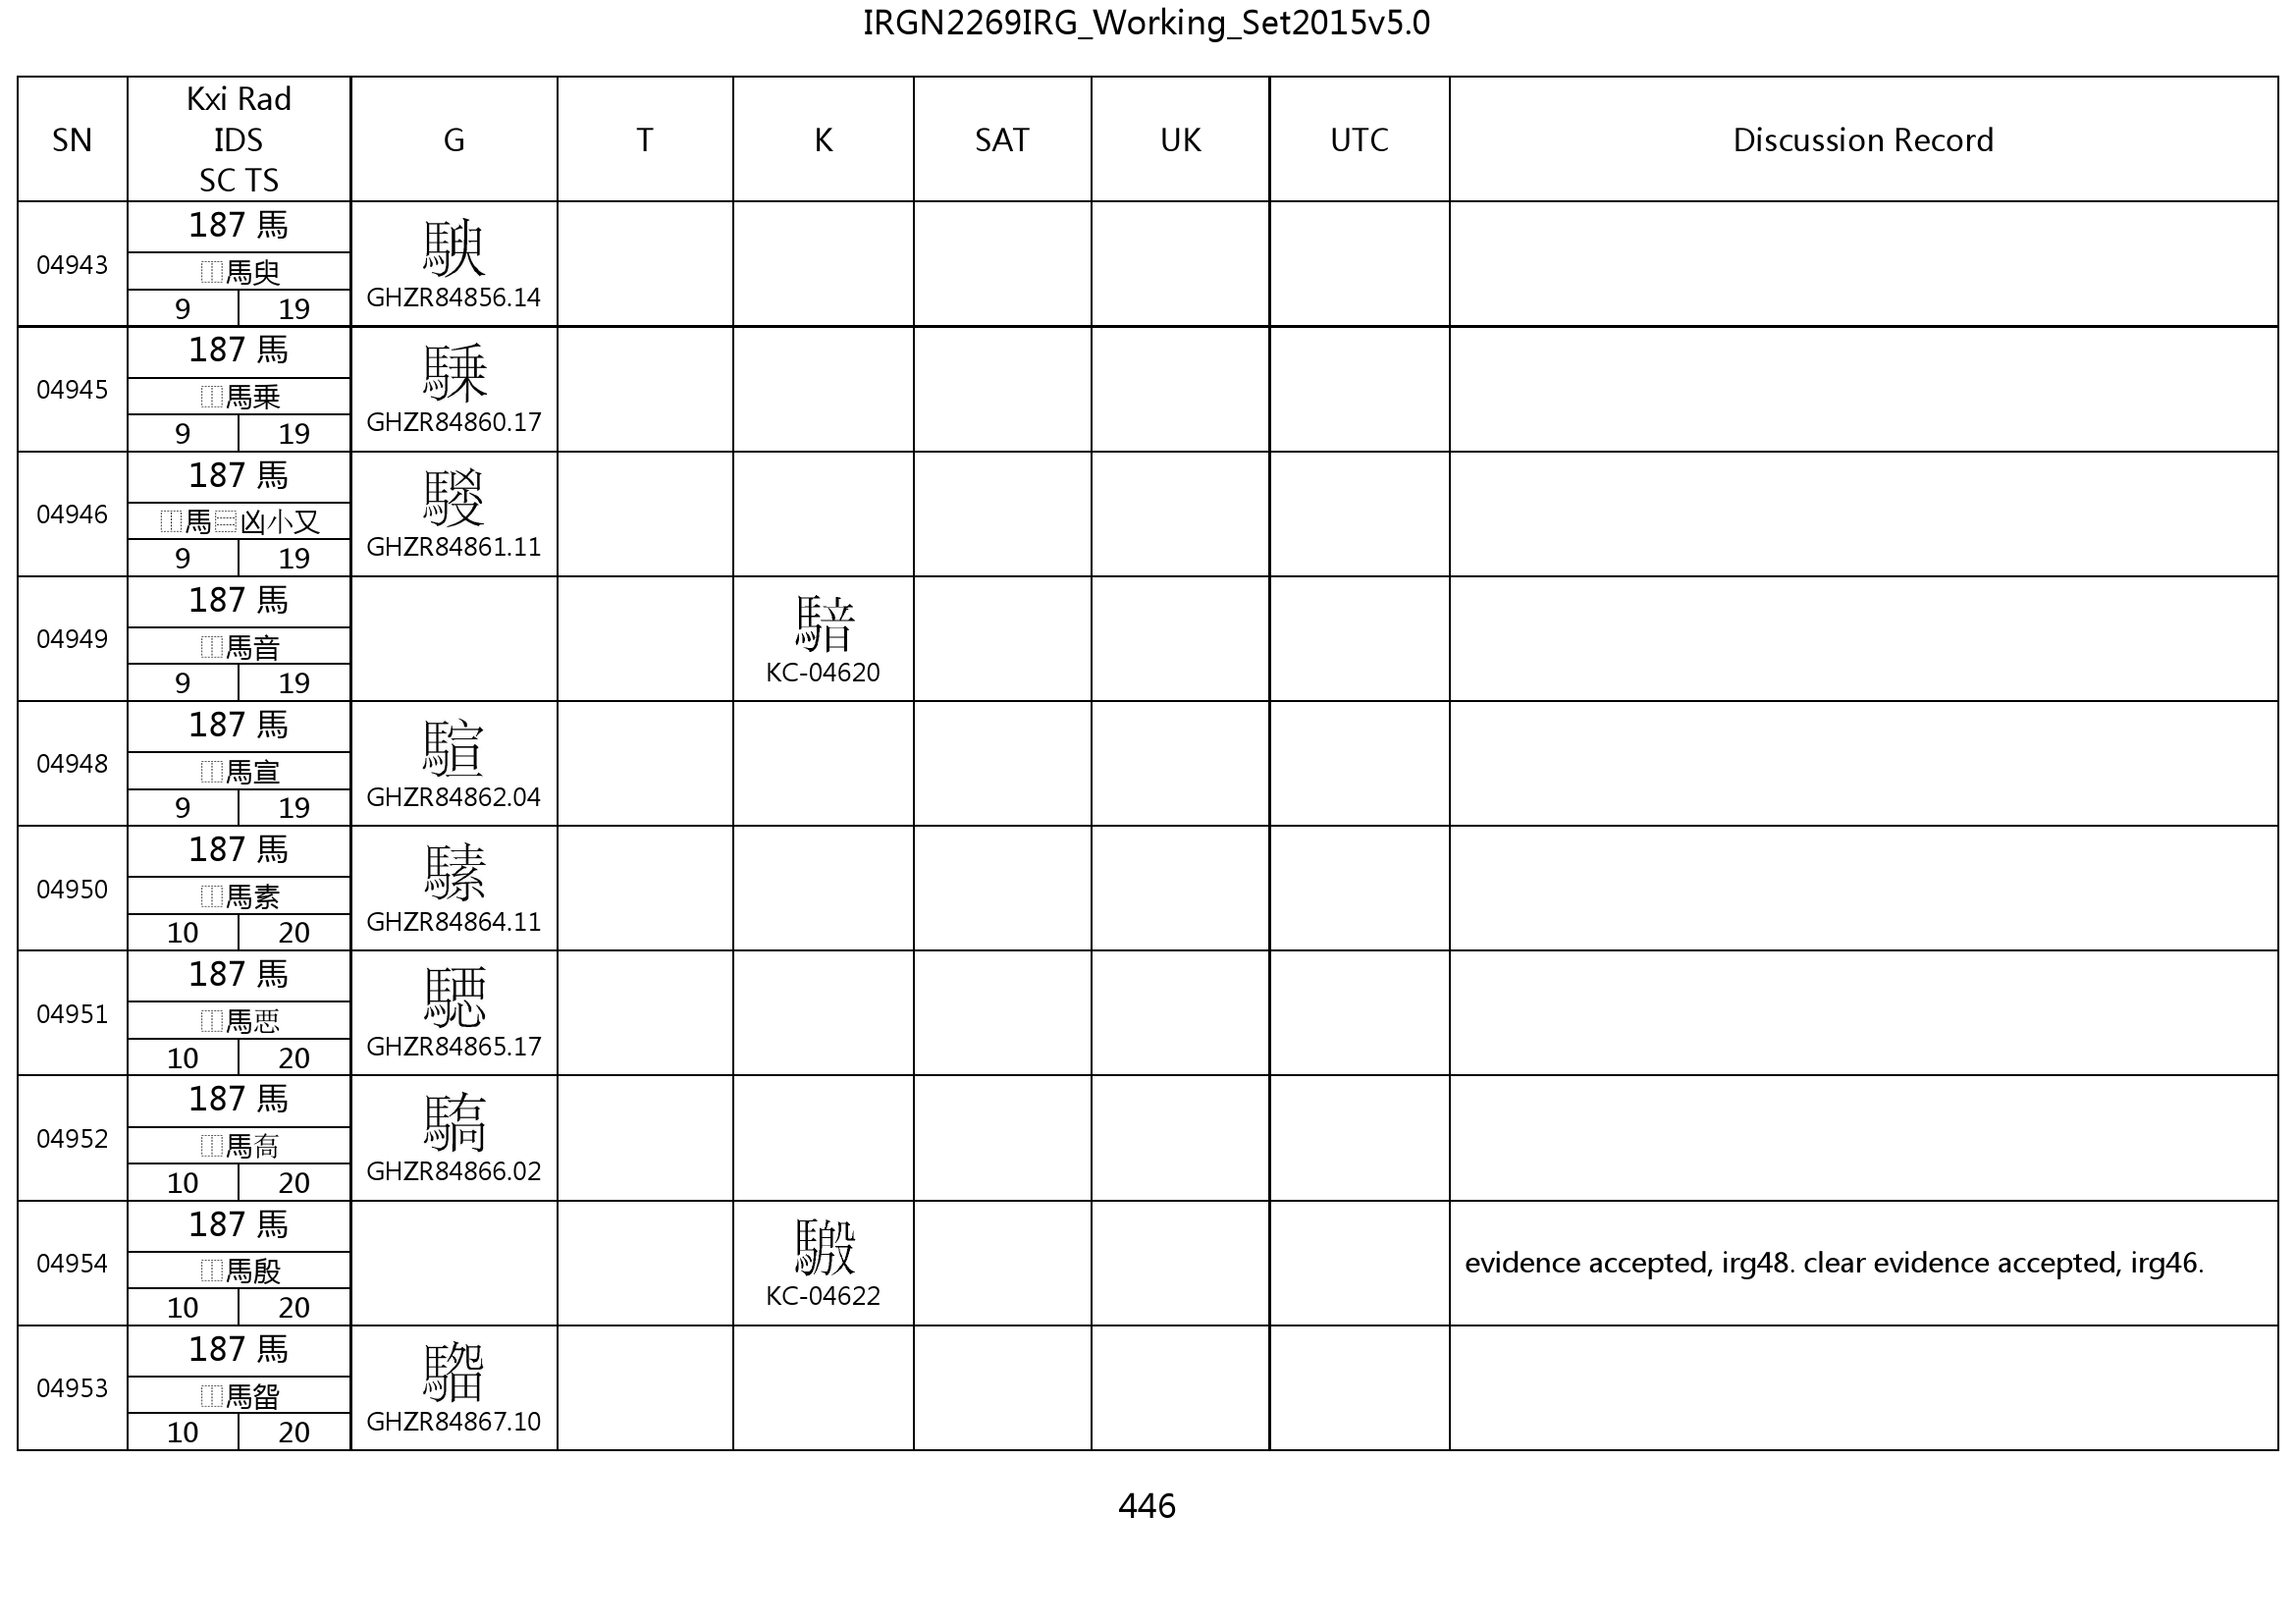 IRGN2269IRG_Working_Set2015v5.0
SN
Kxi Rad
IDS
SC TS
G
T
K
SAT
UK
UTC
Discussion Record
04943
187 馬
⿰馬臾
9
19
GHZR84856.14
04945
187 馬
⿰馬乗
9
19
GHZR84860.17
04946
187 馬
⿰馬⿳凶小又
9
19
GHZR84861.11
04949
187 馬
⿰馬音
9
19
KC-04620
04948
187 馬
⿰馬宣
9
19
GHZR84862.04
04950
187 馬
⿰馬素
10
20
GHZR84864.11
04951
187 馬
⿰馬
10
20
GHZR84865.17
04952
187 馬
⿰馬
10
20
GHZR84866.02
04954
187 馬
⿰馬殷
10
20
KC-04622
evidence accepted, irg48. clear evidence accepted, irg46.
04953
187 馬
⿰馬㽞
10
20
GHZR84867.10
446